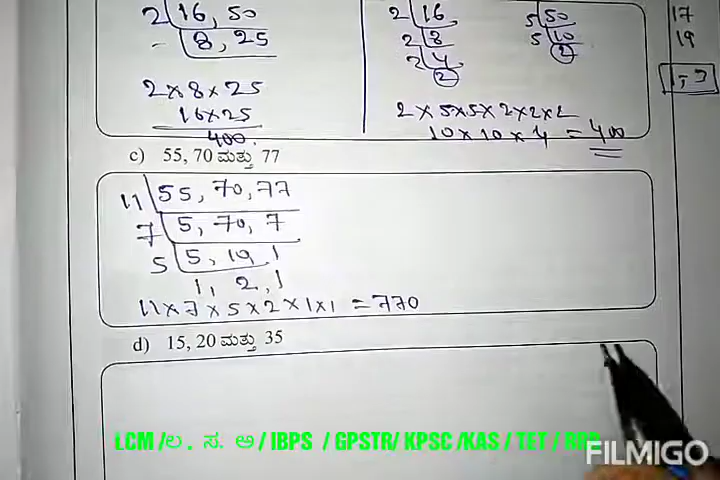 2 16, 50
8, 25
2 × 8 × 25
16 × 25
400.
2 16
2 8
2 4
2
5 50
5 10
2
2 × 5 × 5 × 2 × 2 × 2
10 × 10 × 4 = 400
17
19
c) 55, 70 ಮತ್ತು 77
11 55, 70, 77
7 5, 70, 7
5 5, 10, 1
1, 2, 1
11 × 7 × 5 × 2 × 1 × 1 = 770
d) 15, 20 ಮತ್ತು 35
LCM /ಲ . ಸ. ಅ / IBPS / GPSTR/ KPSC /KAS / TET /
FILMIGO